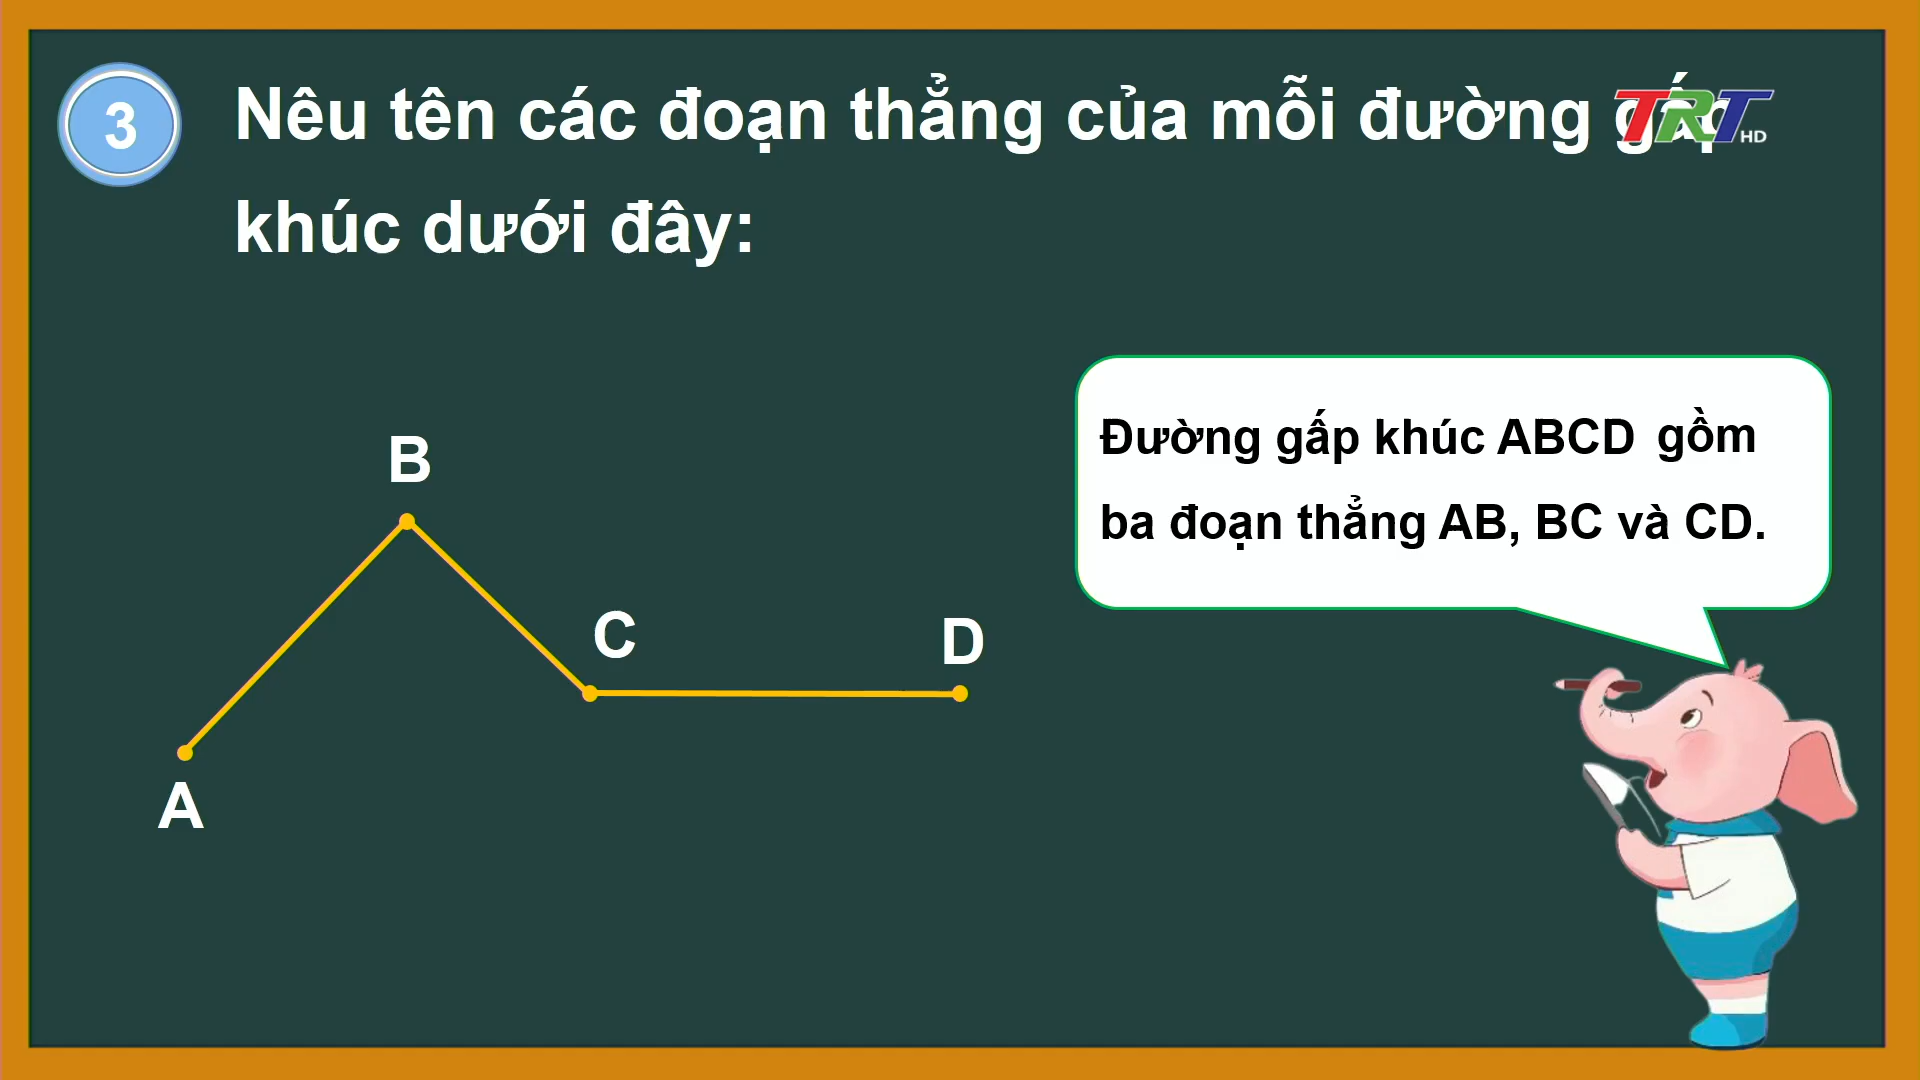 3
Nêu tên các đoạn thẳng của mỗi đường gấp
TRT HD
khúc dưới đây:
Đường gấp khúc ABCD gồm
ba đoạn thẳng AB, BC và CD.
B
C
D
A